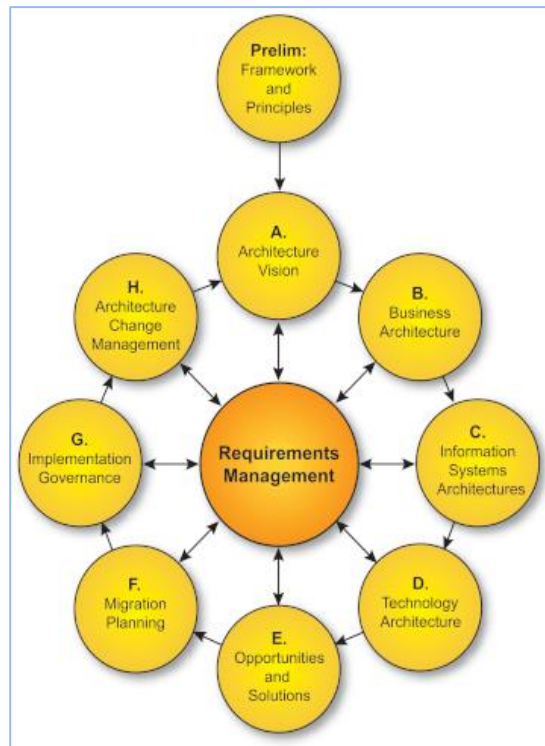 Prelim:
Framework
and
Principles
A.
Architecture
Vision
B.
Business
Architecture
C.
Information
Systems
Architectures
D.
Technology
Architecture
E.
Opportunities
and
Solutions
F.
Migration
Planning
G.
Implementation
Governance
H.
Architecture
Change
Management
Requirements
Management